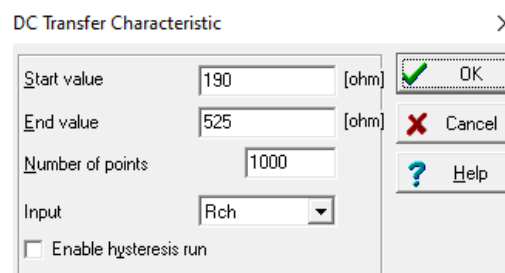 DC Transfer Characteristic
Start value 190 [ohm]
End value 525 [ohm]
Number of points 1000
Input Rch
Enable hysteresis run
OK
Cancel
Help